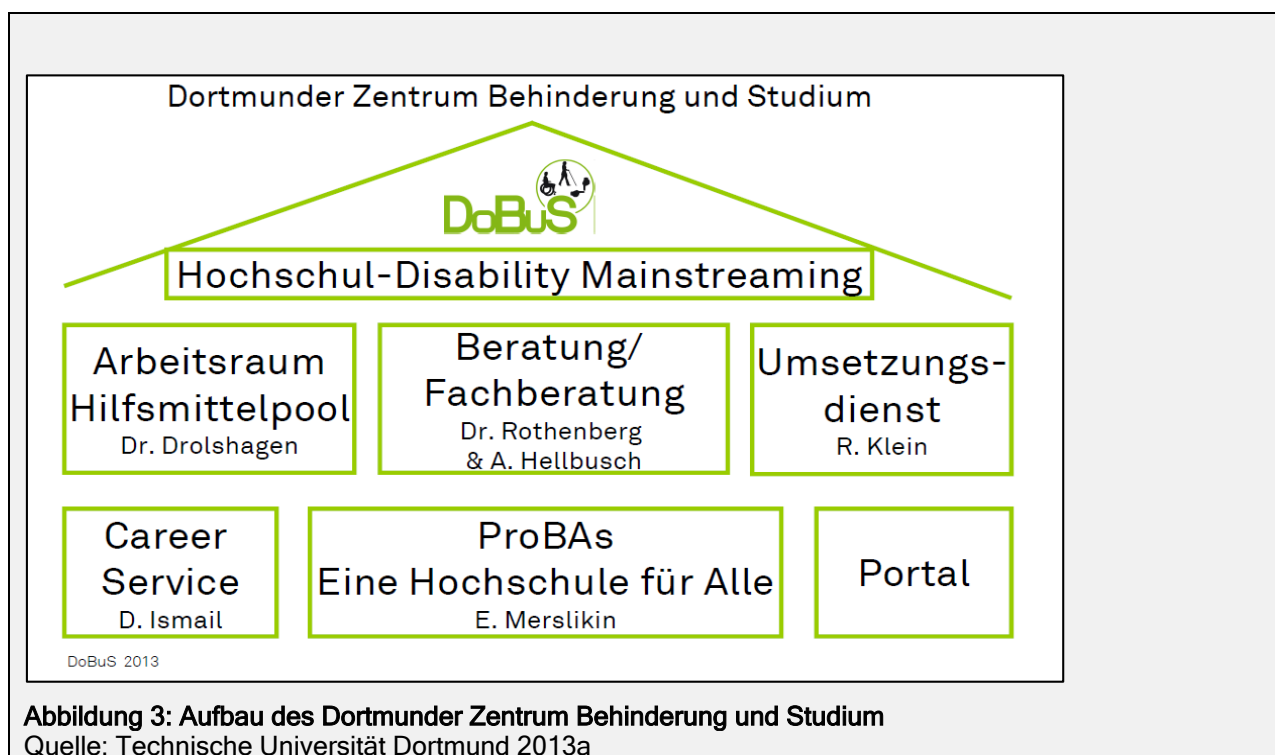 Dortmunder Zentrum Behinderung und Studium
DoBuS
Hochschul-Disability Mainstreaming
Arbeitsraum
Hilfsmittelpool
Dr. Drolshagen
Beratung/
Fachberatung
Dr. Rothenberg
& A. Hellbusch
Umsetzungs-
dienst
R. Klein
Career
Service
D. Ismail
ProBAs
Eine Hochschule für Alle
E. Merslikin
Portal
DoBuS 2013
Abbildung 3: Aufbau des Dortmunder Zentrum Behinderung und Studium
Quelle: Technische Universität Dortmund 2013a